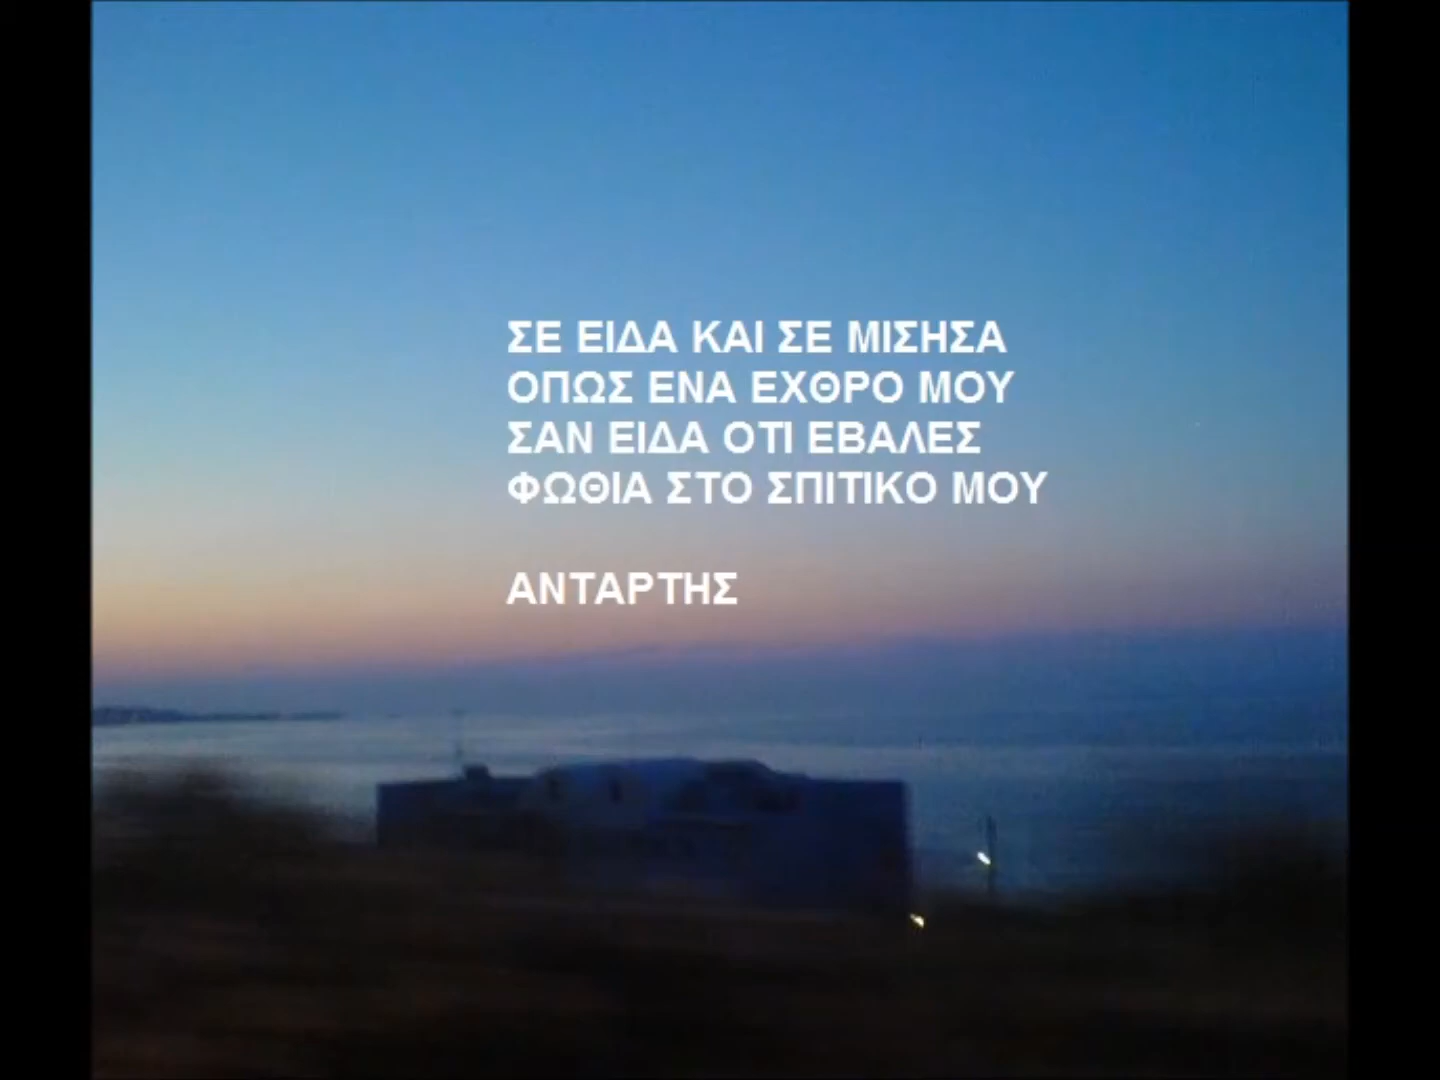 ΣΕ ΕΙΔΑ ΚΑΙ ΣΕ ΜΙΣΗΣΑ
ΟΠΩΣ ΕΝΑ ΕΧΘΡΟ ΜΟΥ
ΣΑΝ ΕΙΔΑ ΟΤΙ ΕΒΑΛΕΣ
ΦΩΘΙΑ ΣΤΟ ΣΠΙΤΙΚΟ ΜΟΥ
ΑΝΤΑΡΤΗΣ